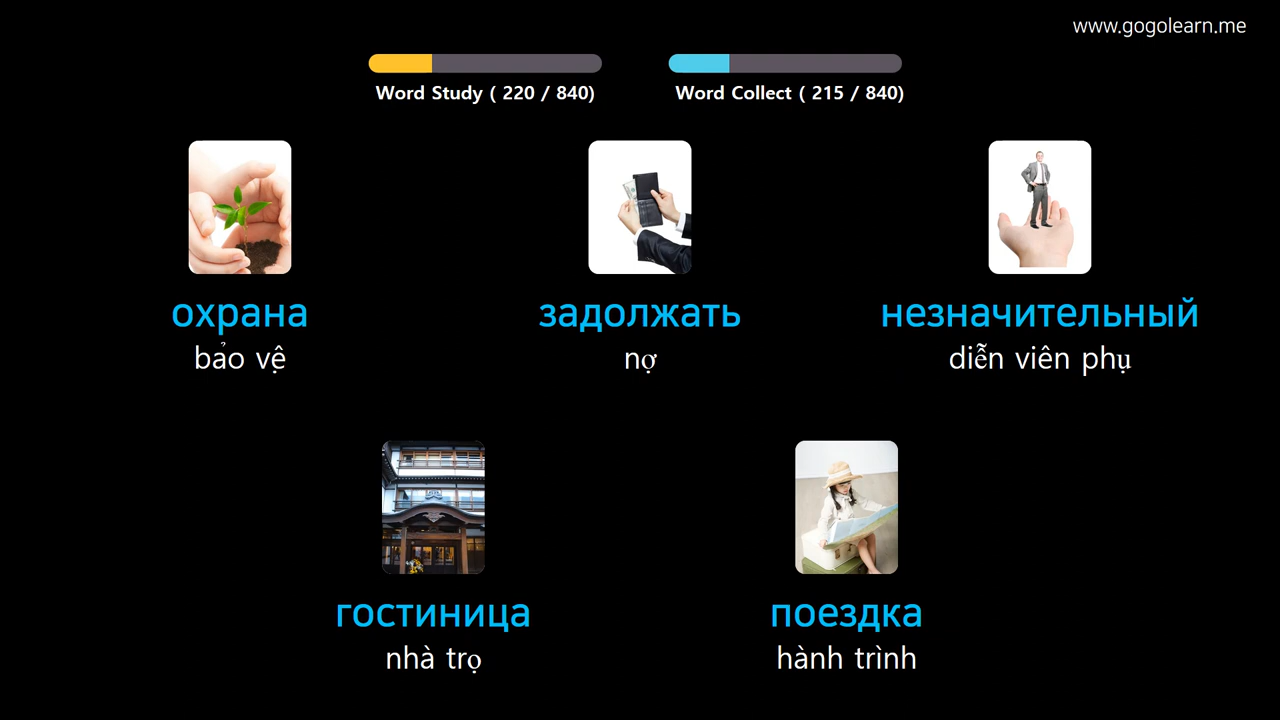 www.gogolearn.me
Word Study ( 220 / 840)
Word Collect ( 215 / 840)
охрана
bảo vệ
задолжать
nợ
незначительный
diễn viên phụ
гостиница
nhà trọ
поездка
hành trình